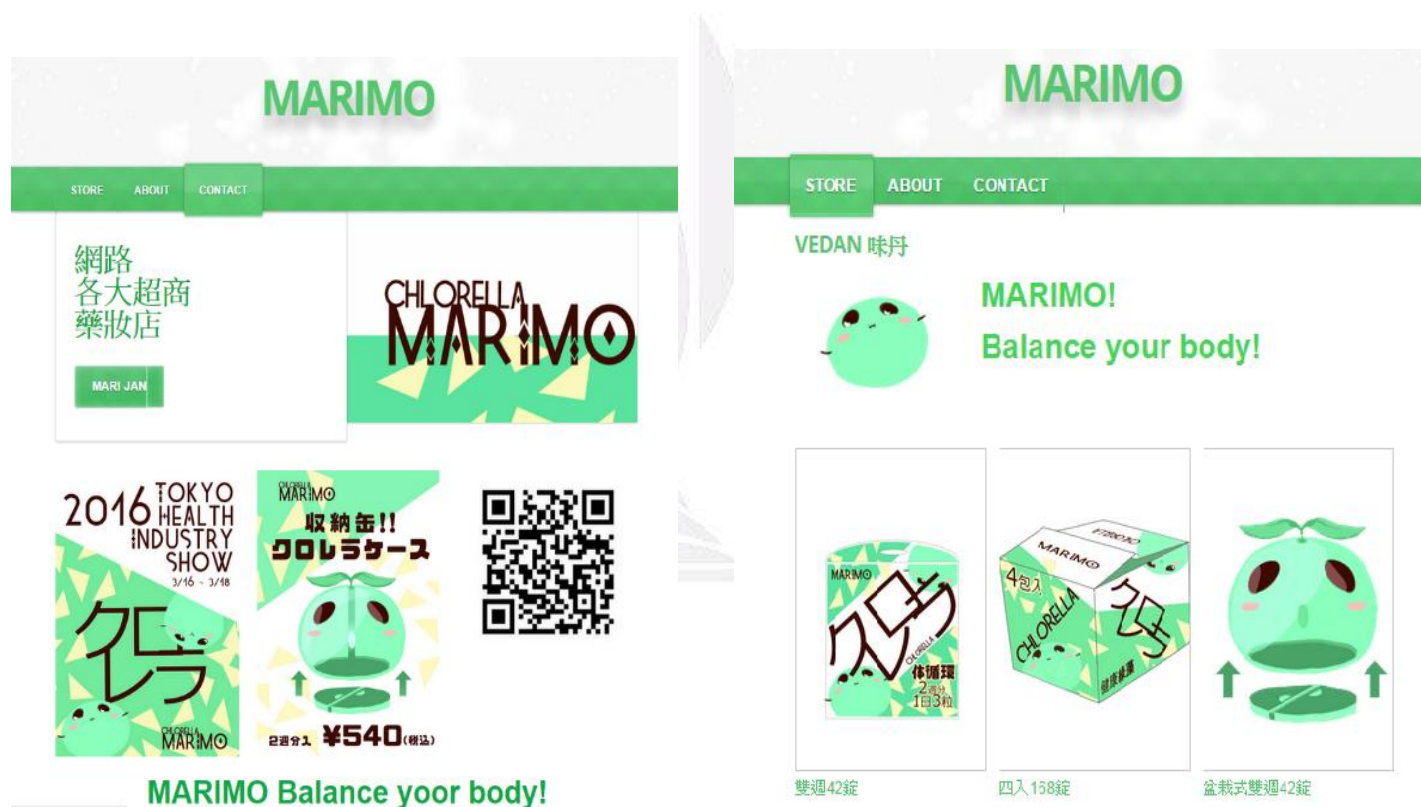 MARIMO
STORE ABOUT CONTACT
網路
各大超商
藥妝店
MARI JAN
CHLORELLA
MARIMO
2016 TOKYO
HEALTH
INDUSTRY
SHOW
3/16 ~ 3/18
クロ
レラ
CHLORELLA
MARIMO
CHLORELLA
MARIMO
収納缶!!
クロレラケース
2週分入 ¥540(税込)
MARIMO Balance yoor body!
MARIMO
STORE ABOUT CONTACT
VEDAN 味丹
MARIMO!
Balance your body!
MARIMO
クロレラ
CHLORELLA
体循環
2週分
1日3粒
雙週42錠
MARIMO
4包入
CHLORELLA
クロレラ
健康綠藻
四入168錠
盆栽式雙週42錠